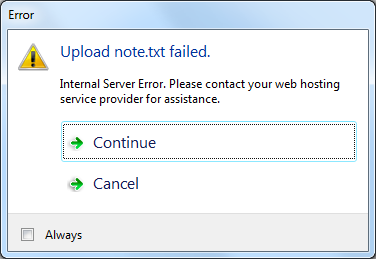 Error
Upload note.txt failed.
Internal Server Error. Please contact your web hosting
service provider for assistance.
Continue
Cancel
Always